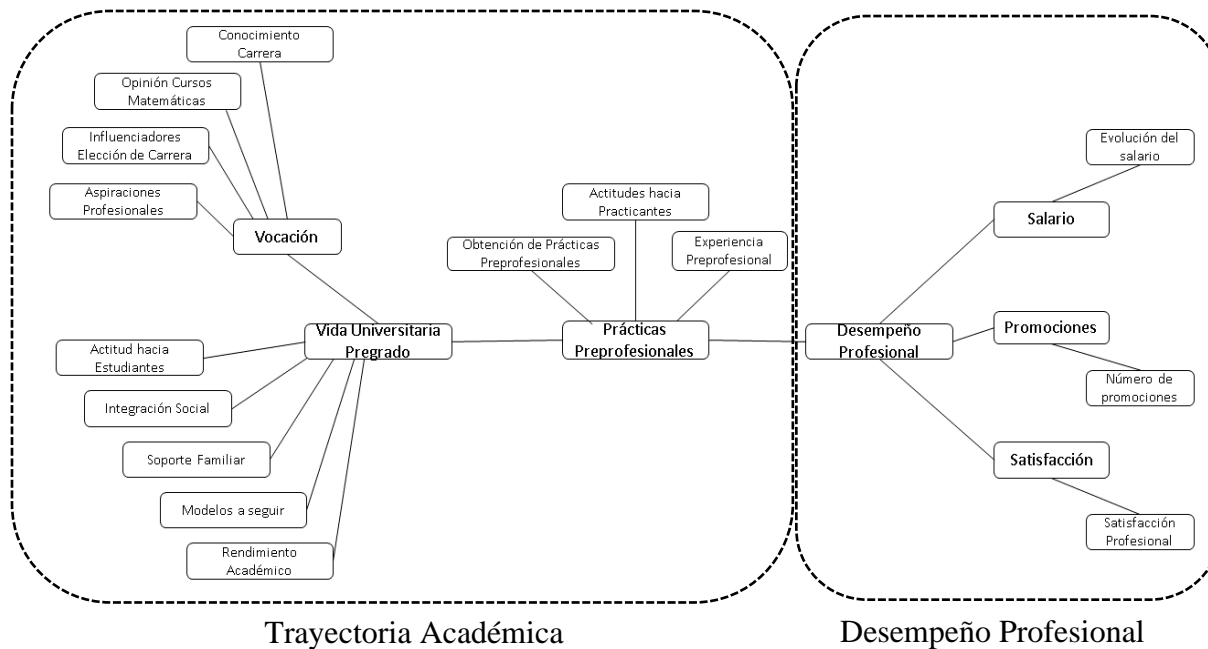 Conocimiento
Carrera
Opinión Cursos
Matemáticas
Influenciadores
Elección de Carrera
Aspiraciones
Profesionales
Vocación
Actitudes hacia
Practicantes
Obtención de Prácticas
Preprofesionales
Experiencia
Preprofesional
Vida Universitaria
Pregrado
Prácticas
Preprofesionales
Actitud hacia
Estudiantes
Integración Social
Soporte Familiar
Modelos a seguir
Rendimiento
Académico
Evolución del
salario
Salario
Desempeño
Profesional
Promociones
Número de
promociones
Satisfacción
Satisfacción
Profesional
Trayectoria Académica
Desempeño Profesional